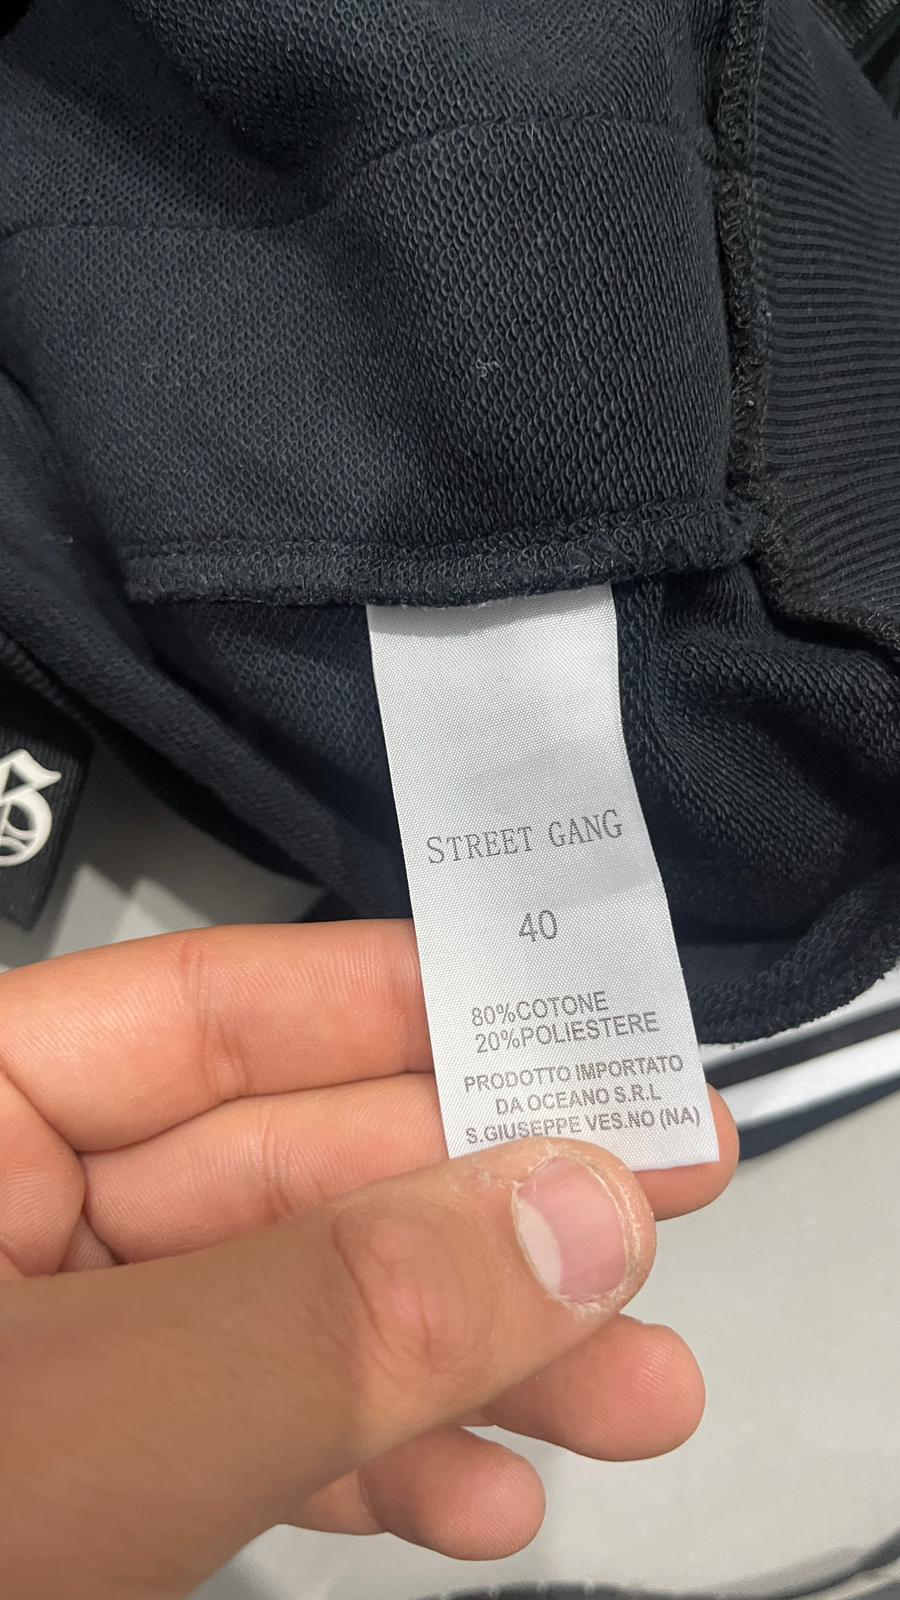 STREET GANG
40
80%COTONE
20%POLIESTERE
PRODOTTO IMPORTATO
DA OCEANO S.R.L
S.GIUSEPPE VES.NO (NA)